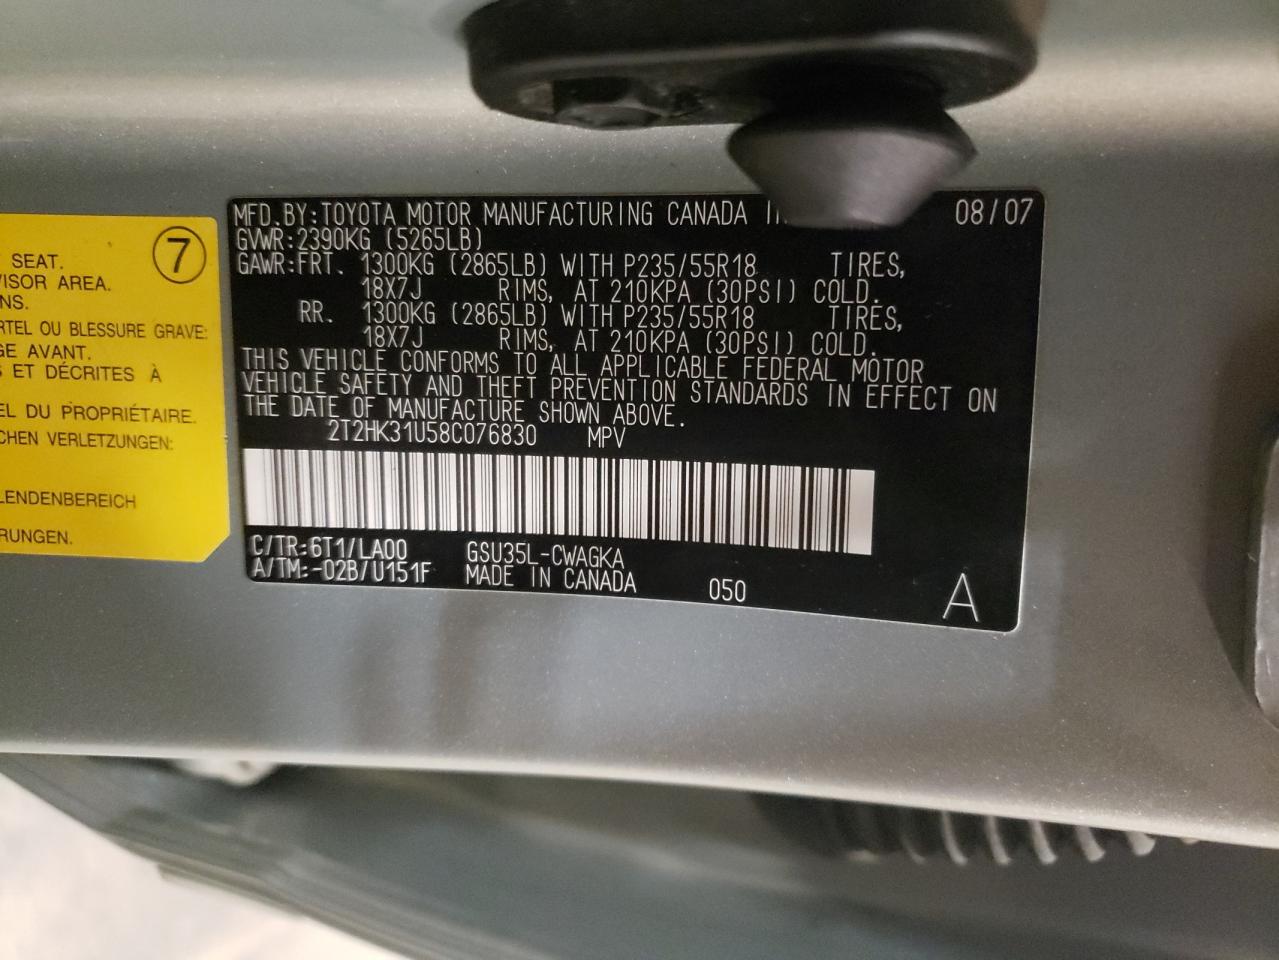 7
SEAT.
VISOR AREA.
NS.
RTEL OU BLESSURE GRAVE:
GE AVANT.
S ET DÉCRITES À
EL DU PROPRIÉTAIRE.
CHEN VERLETZUNGEN:
LENDENBEREICH
RUNGEN.
MFD.BY:TOYOTA MOTOR MANUFACTURING CANADA 08/07
GVWR:2390KG (5265LB)
GAWR:FRT. 1300KG (2865LB) WITH P235/55R18 TIRES,
18X7J RIMS, AT 210KPA (30PSI) COLD.
RR. 1300KG (2865LB) WITH P235/55R18 TIRES,
18X7J RIMS, AT 210KPA (30PSI) COLD.
THIS VEHICLE CONFORMS TO ALL APPLICABLE FEDERAL MOTOR
VEHICLE SAFETY AND THEFT PREVENTION STANDARDS IN EFFECT ON
THE DATE OF MANUFACTURE SHOWN ABOVE.
2T2HK31U58C076830 MPV
C/TR:6T1/LA00 GSU35L-CWAGKA
A/TM:-02B/U151F MADE IN CANADA 050
A